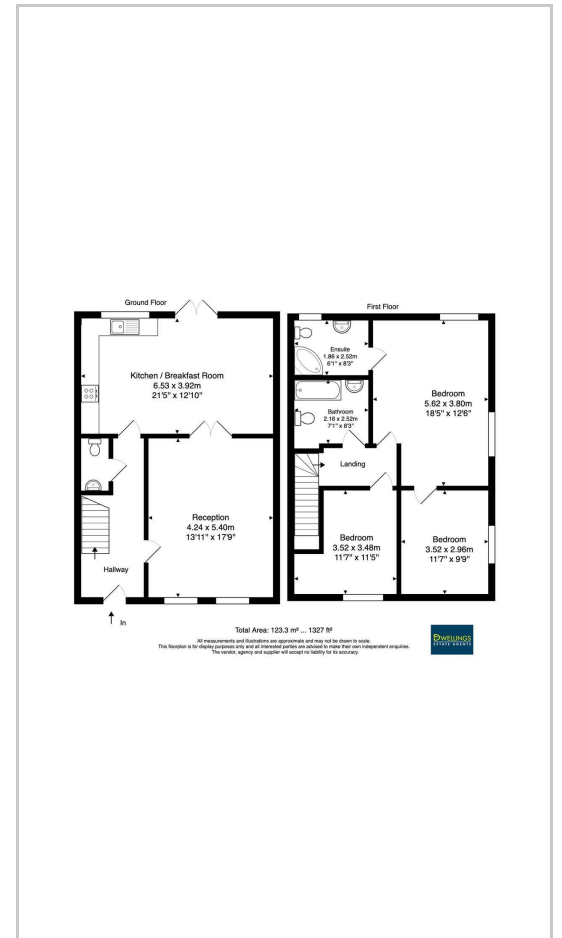 Ground Floor
Kitchen / Breakfast Room
6.53 x 3.92m
21'5" x 12'10"
Reception
4.24 x 5.40m
13'11" x 17'9"
Hallway
In
First Floor
Ensuite
1.86 x 2.52m
6'1" x 8'3"
Bathroom
2.16 x 2.52m
7'1" x 8'3"
Bedroom
5.62 x 3.80m
18'5" x 12'6"
Landing
Bedroom
3.52 x 3.48m
11'7" x 11'5"
Bedroom
3.52 x 2.96m
11'7" x 9'9"
Total Area: 123.3 m² ... 1327 ft²
All measurements and illustrations are approximate and may not be drawn to scale.
This floorplan is for display purposes only and all interested parties are advised to make their own independent enquiries.
The vendor, agency and supplier will accept no liability for its accuracy.
DWELLINGS
ESTATE AGENTS